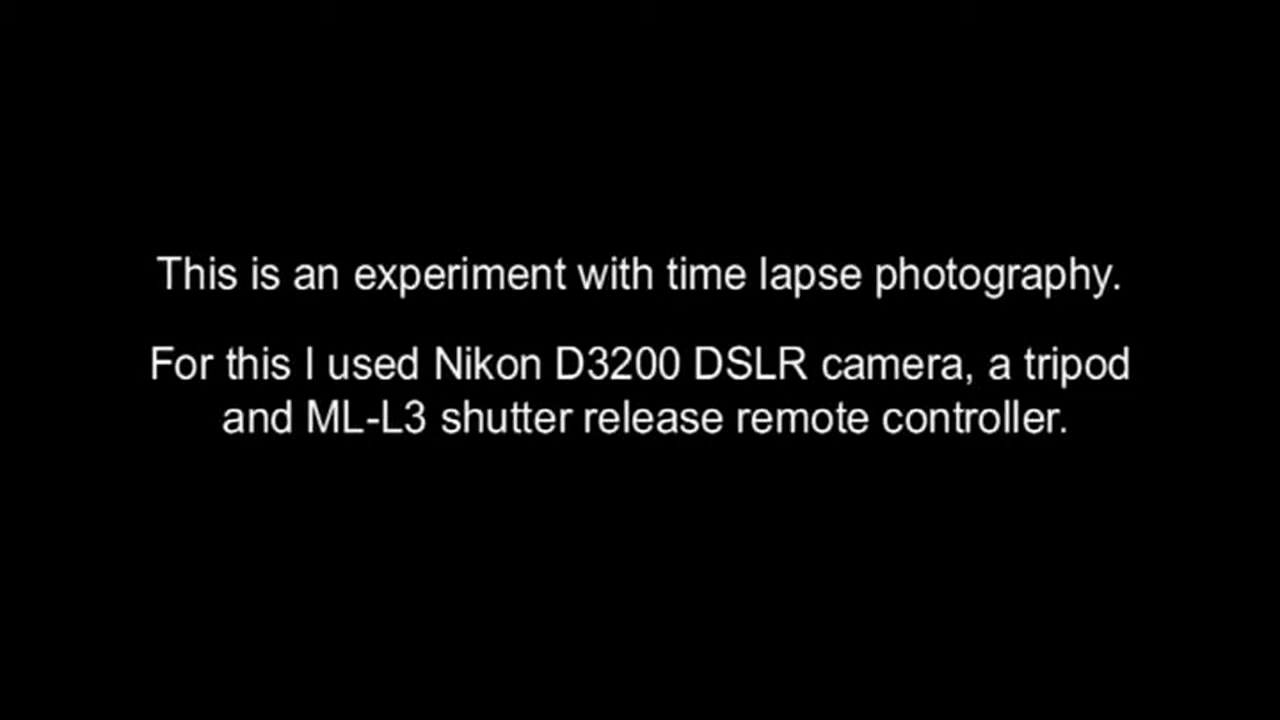 This is an experiment with time lapse photography.
For this I used Nikon D3200 DSLR camera, a tripod
and ML-L3 shutter release remote controller.